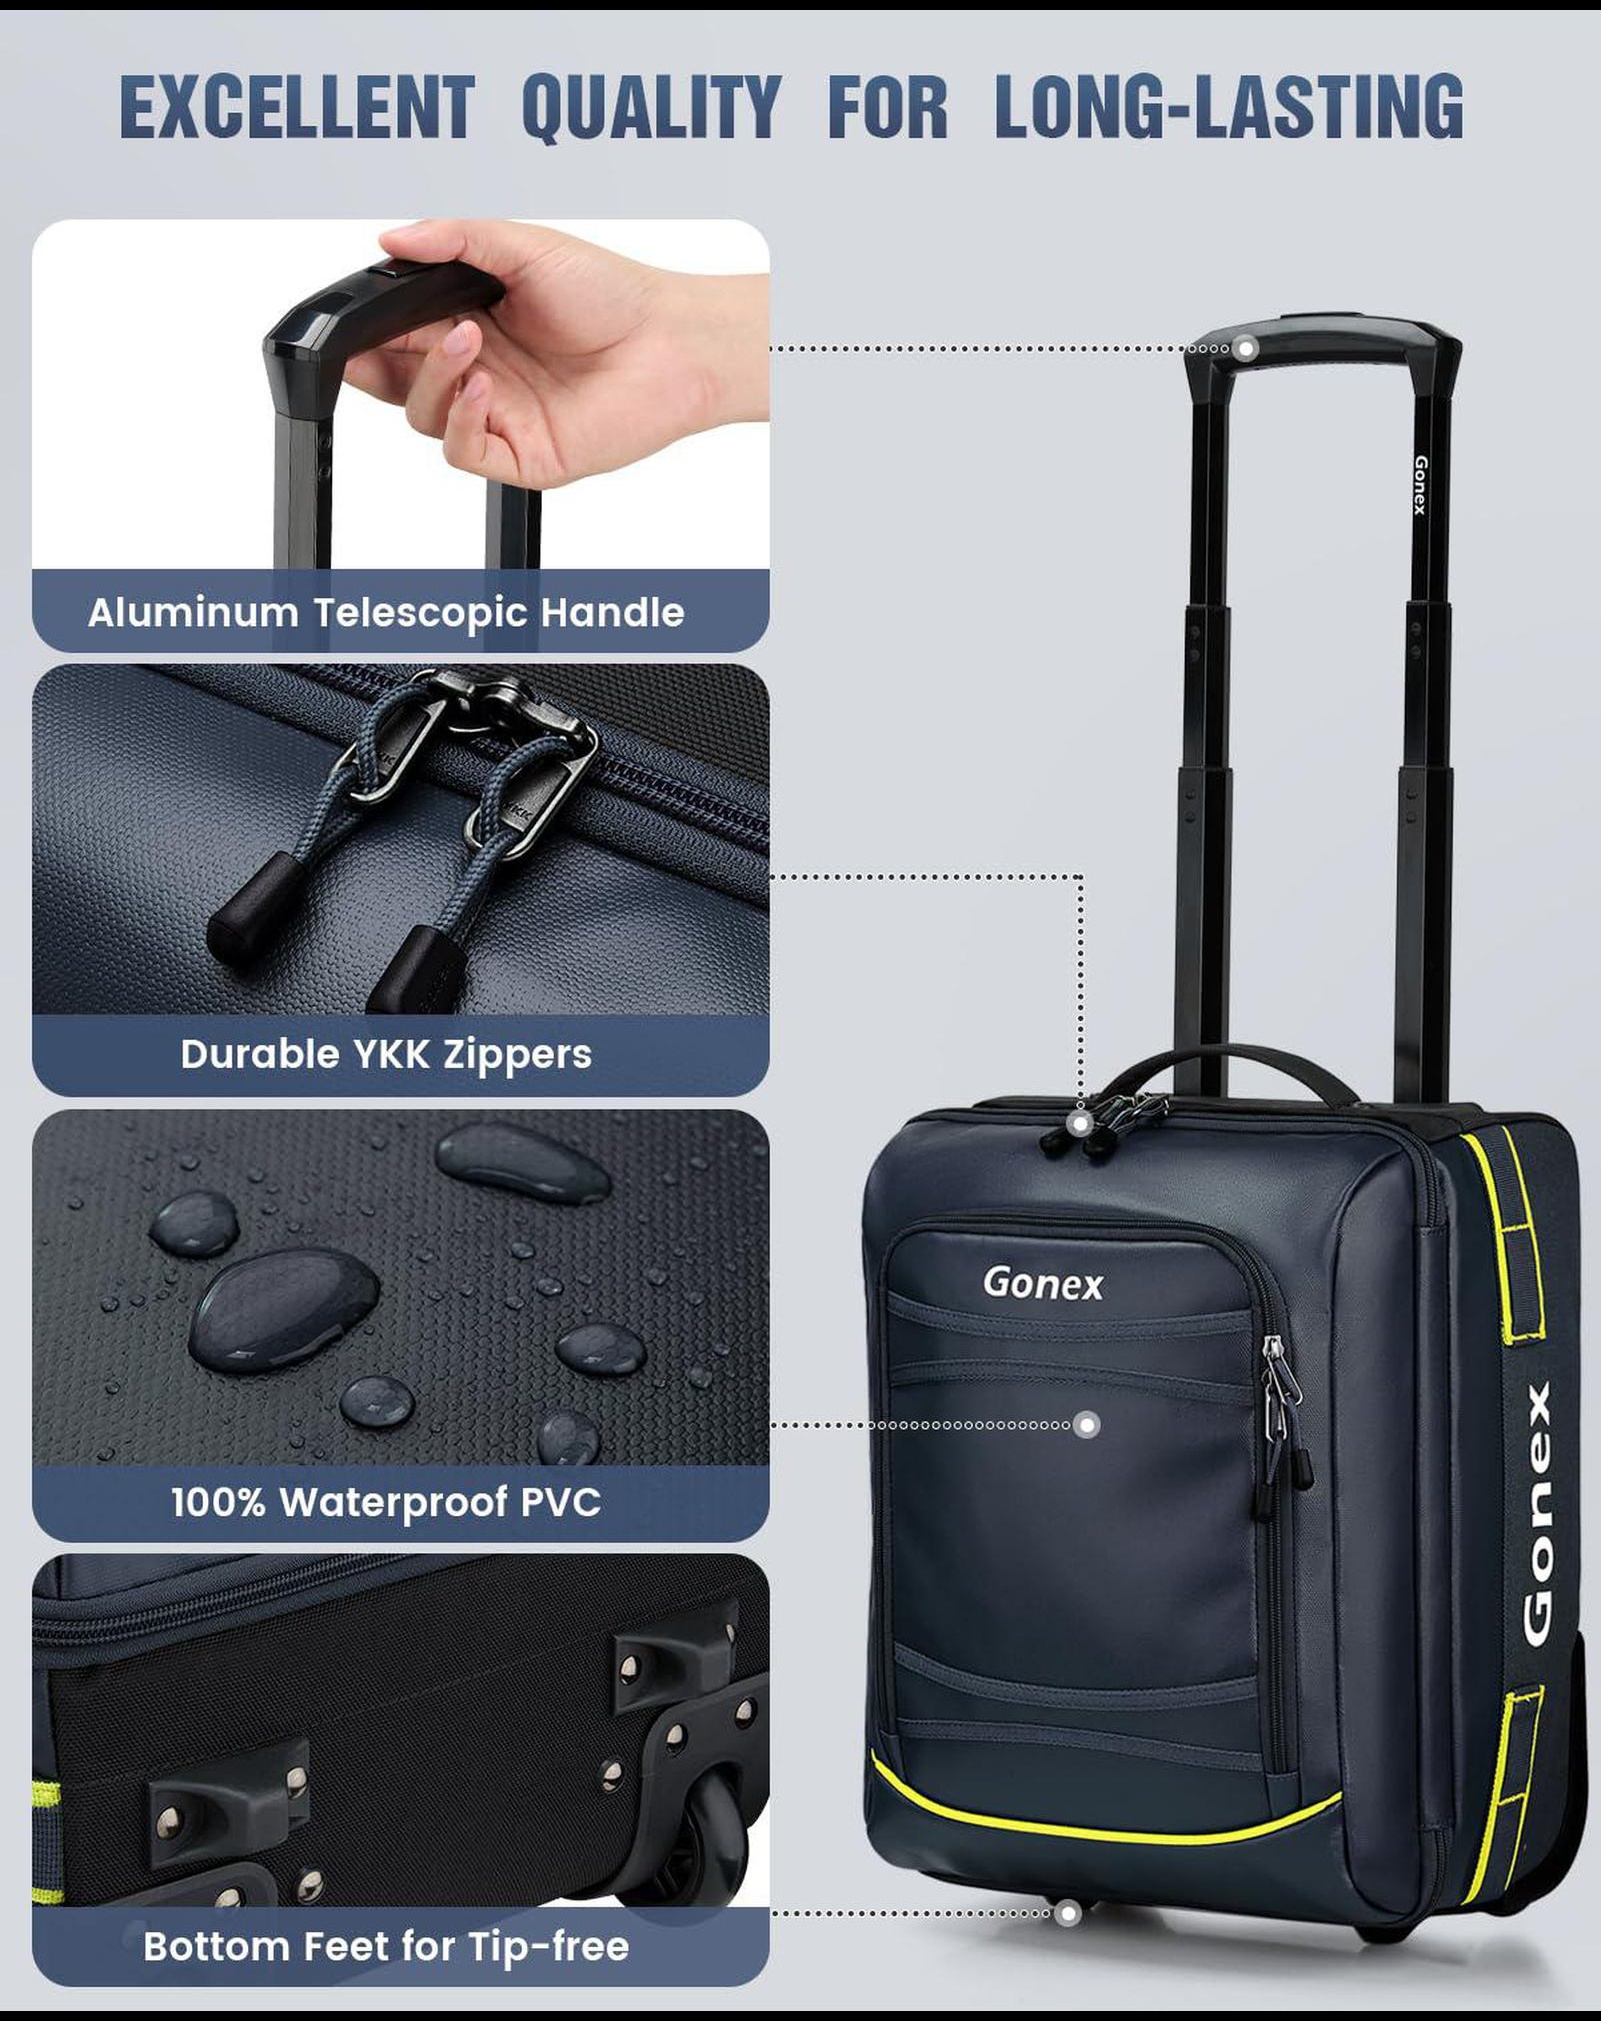 EXCELLENT QUALITY FOR LONG-LASTING
Aluminum Telescopic Handle
Gonex
Durable YKK Zippers
YKK
Gonex
100% Waterproof PVC
Gonex
Bottom Feet for Tip-free